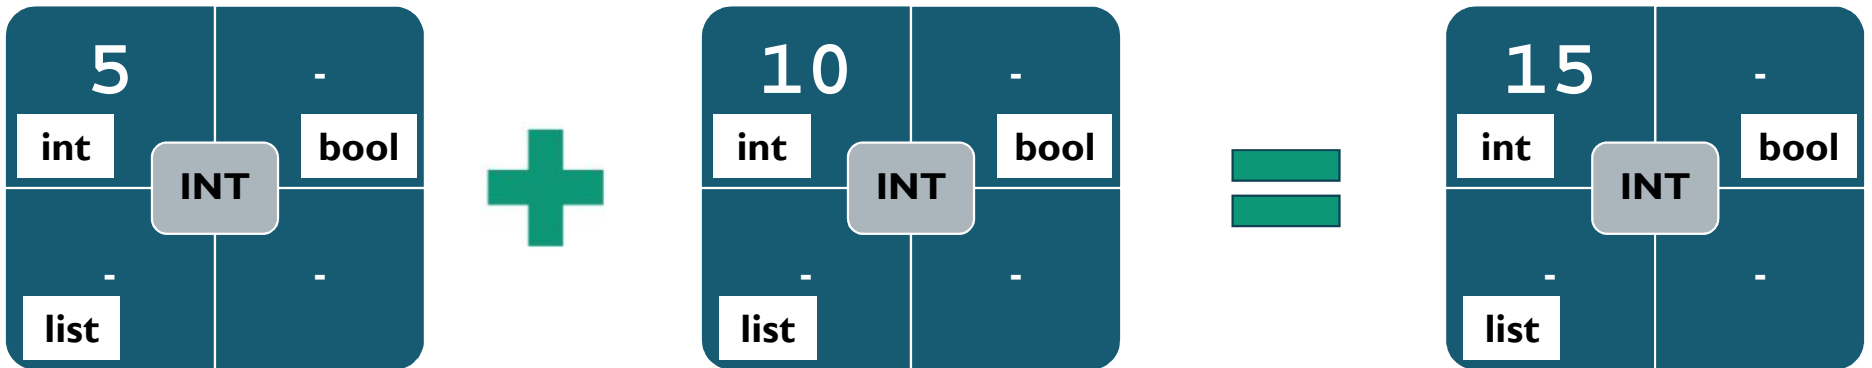 5 -
int bool
INT
- -
list
10 -
int bool
INT
- -
list
15 -
int bool
INT
- -
list